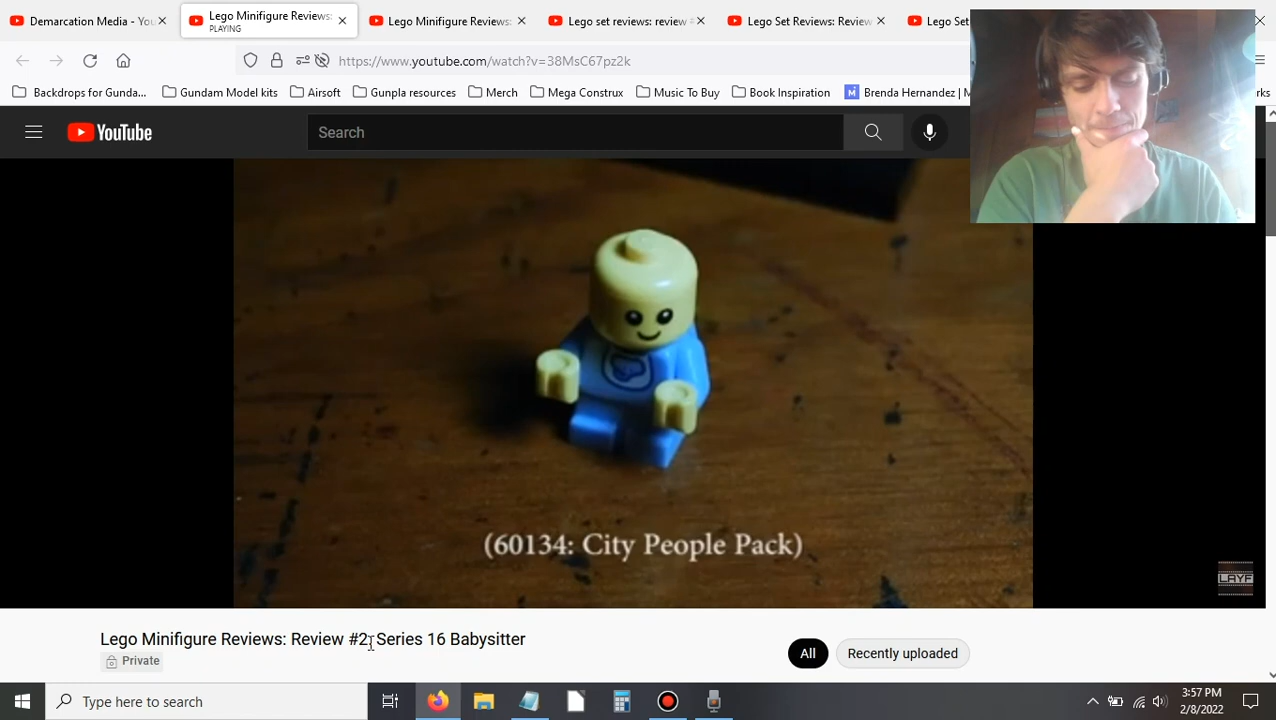 Demarcation Media - You
Lego Minifigure Reviews:
PLAYING
Lego Minifigure Reviews:
Lego set reviews: review #
Lego Set Reviews: Review
Lego Set
https://www.youtube.com/watch?v=38MsC67pz2k
Backdrops for Gunda...
Gundam Model kits
Airsoft
Gunpla resources
Merch
Mega Construx
Music To Buy
Book Inspiration
Brenda Hernandez | M
rks
YouTube
Search
(60134: City People Pack)
LAYF
Lego Minifigure Reviews: Review #2: Series 16 Babysitter
Private
All
Recently uploaded
Type here to search
3:57 PM
2/8/2022